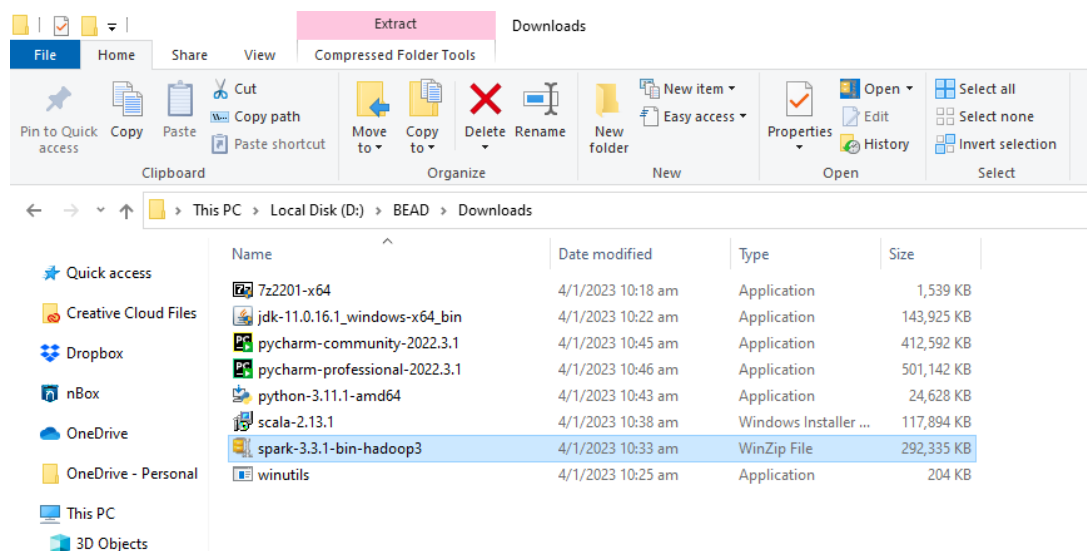 Extract
Downloads
File Home Share View Compressed Folder Tools
Pin to Quick access
Copy
Paste
Cut
Copy path
Paste shortcut
Clipboard
Move to
Copy to
Delete
Rename
Organize
New folder
New item
Easy access
New
Properties
Open
Edit
History
Open
Select all
Select none
Invert selection
Select
This PC > Local Disk (D:) > BEAD > Downloads
Quick access
Creative Cloud Files
Dropbox
nBox
OneDrive
OneDrive - Personal
This PC
3D Objects
Name Date modified Type Size
7z2201-x64 4/1/2023 10:18 am Application 1,539 KB
jdk-11.0.16.1_windows-x64_bin 4/1/2023 10:22 am Application 143,925 KB
pycharm-community-2022.3.1 4/1/2023 10:45 am Application 412,592 KB
pycharm-professional-2022.3.1 4/1/2023 10:46 am Application 501,142 KB
python-3.11.1-amd64 4/1/2023 10:43 am Application 24,628 KB
scala-2.13.1 4/1/2023 10:38 am Windows Installer ... 117,894 KB
spark-3.3.1-bin-hadoop3 4/1/2023 10:33 am WinZip File 292,335 KB
winutils 4/1/2023 10:25 am Application 204 KB